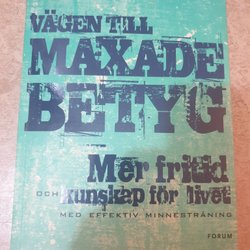 VÄGEN TILL
MAXADE
BETYG
Mer fritid
OCH kunskap för livet
MED EFFEKTIV MINNESTRÄNING
FORUM